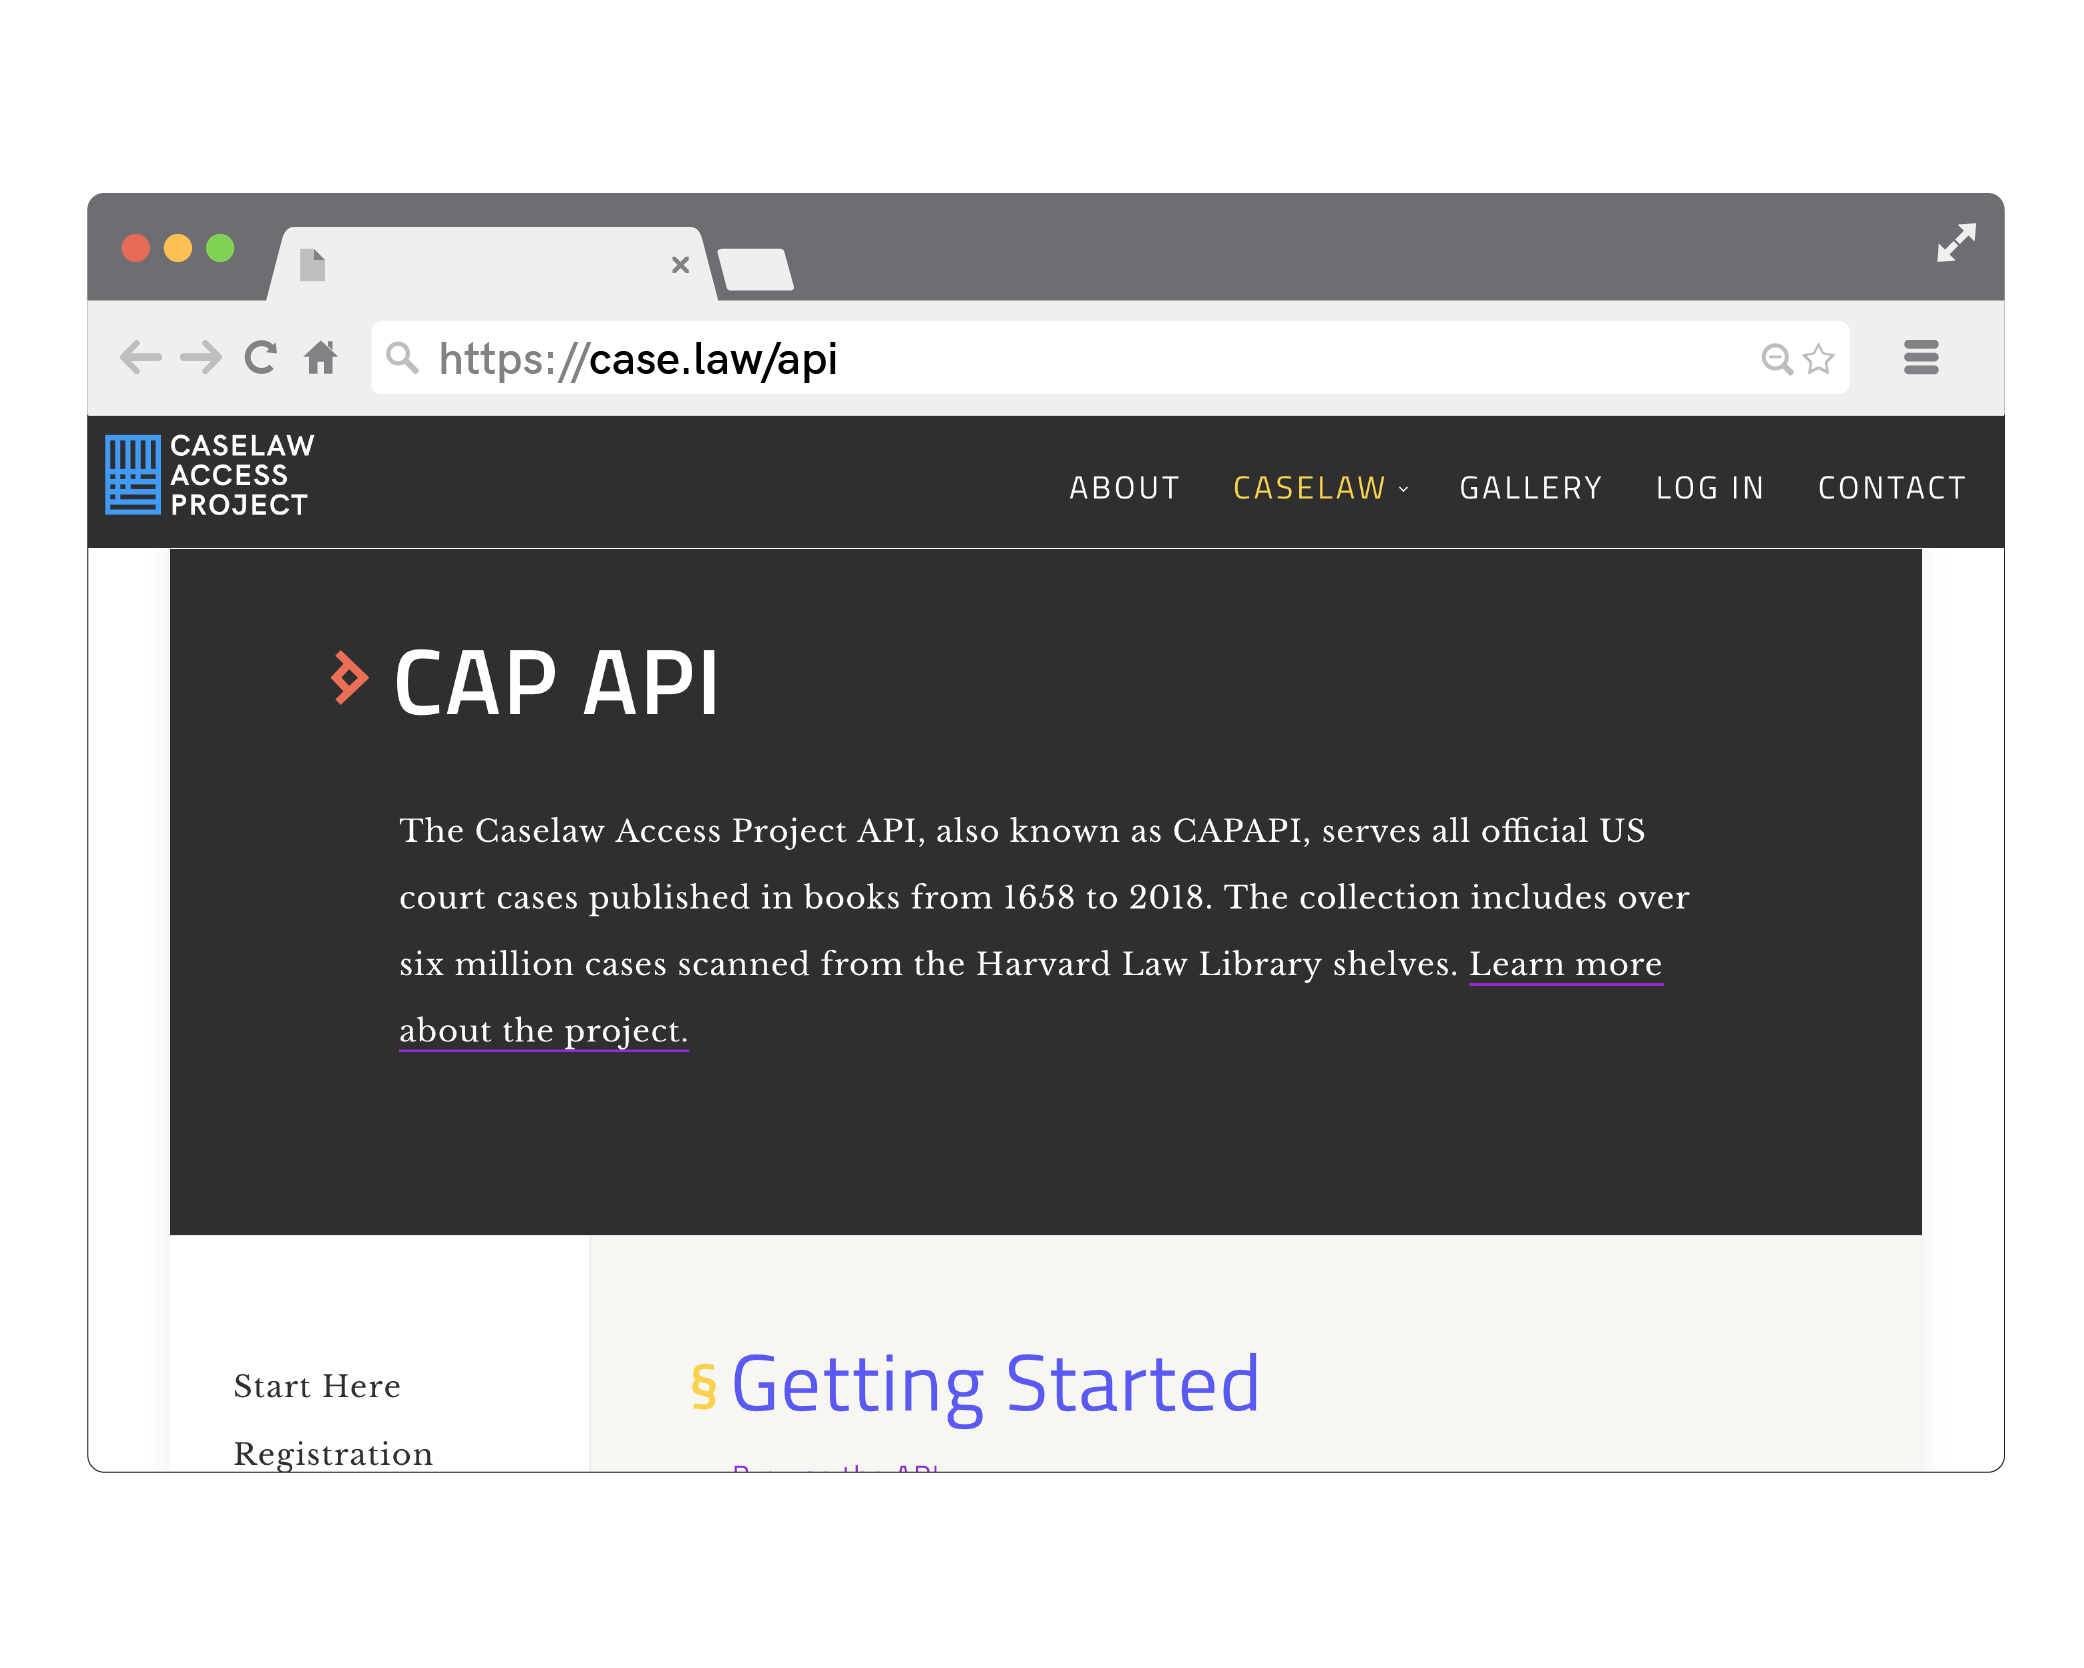 https://case.law/api
CASELAW
ACCESS
PROJECT
ABOUT CASELAW GALLERY LOG IN CONTACT
CAP API
The Caselaw Access Project API, also known as CAPAPI, serves all official US
court cases published in books from 1658 to 2018. The collection includes over
six million cases scanned from the Harvard Law Library shelves. Learn more
about the project.
Start Here
Registration
§ Getting Started